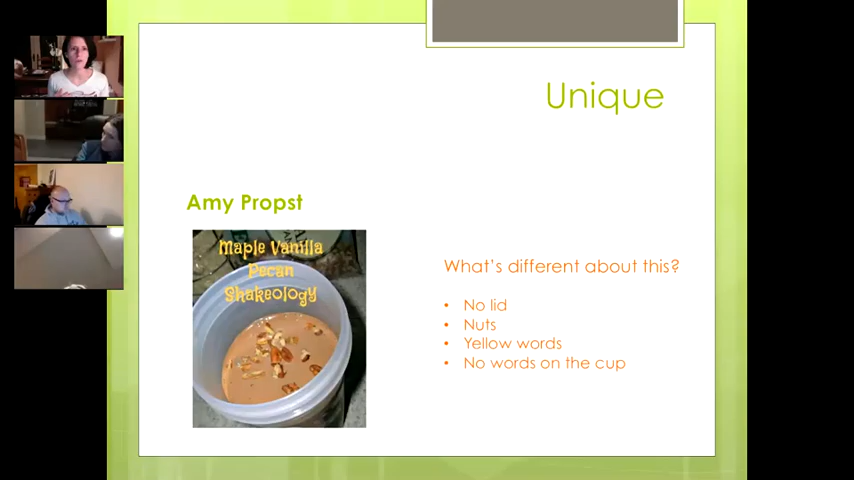 Unique
Amy Propst
Maple Vanilla
Pecan
Shakeology
What's different about this?
• No lid
• Nuts
• Yellow words
• No words on the cup